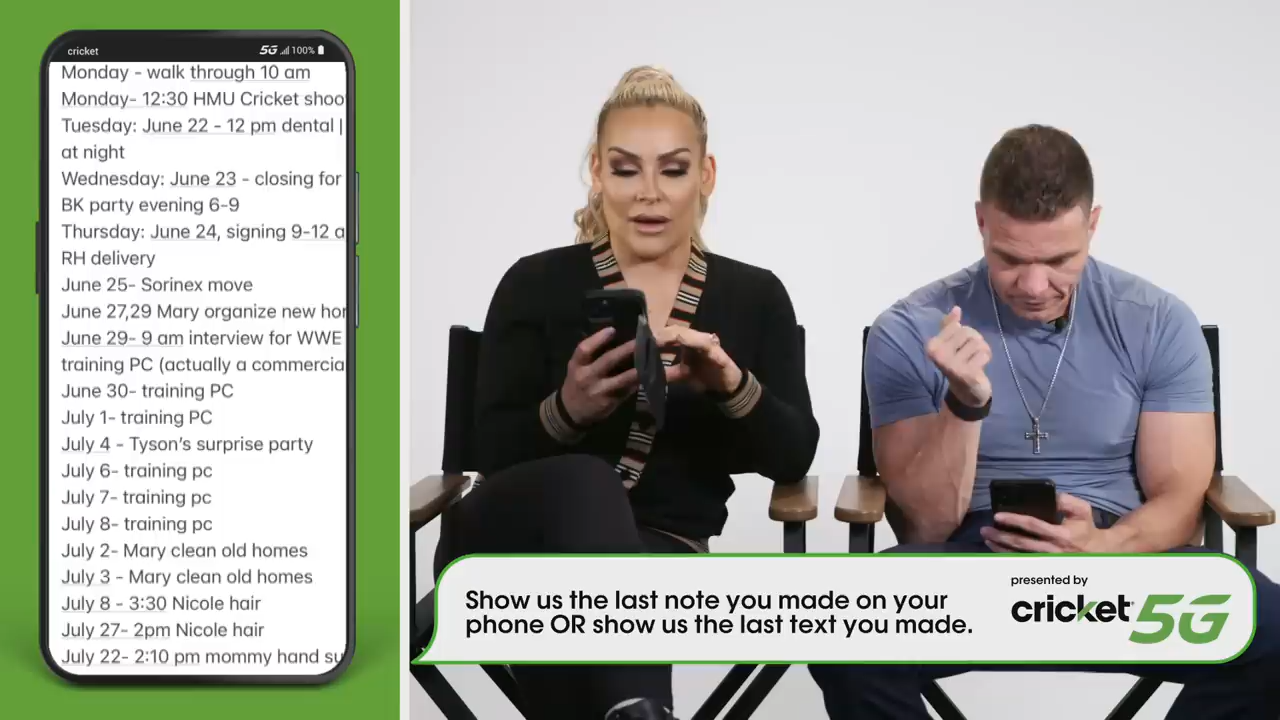 cricket 5G 100%
Monday - walk through 10 am
Monday- 12:30 HMU Cricket shoo
Tuesday: June 22 - 12 pm dental |
at night
Wednesday: June 23 - closing for
BK party evening 6-9
Thursday: June 24, signing 9-12 a
RH delivery
June 25- Sorinex move
June 27,29 Mary organize new hor
June 29- 9 am interview for WWE
training PC (actually a commercia
June 30- training PC
July 1- training PC
July 4 - Tyson's surprise party
July 6- training pc
July 7- training pc
July 8- training pc
July 2- Mary clean old homes
July 3 - Mary clean old homes
July 8 - 3:30 Nicole hair
July 27- 2pm Nicole hair
July 22- 2:10 pm mommy hand su
Show us the last note you made on your
phone OR show us the last text you made.
presented by
cricket 5G